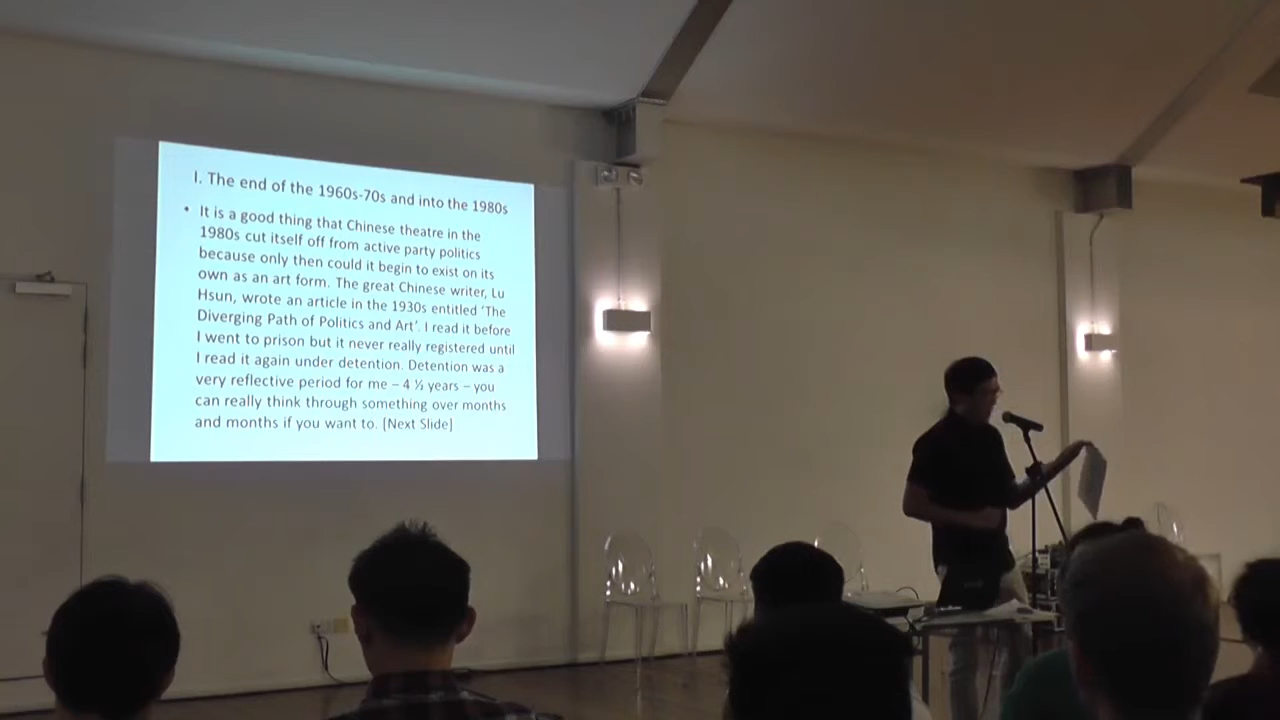 I. The end of the 1960s-70s and into the 1980s
• It is a good thing that Chinese theatre in the
1980s cut itself off from active party politics
because only then could it begin to exist on its
own as an art form. The great Chinese writer, Lu
Hsun, wrote an article in the 1930s entitled ‘The
Diverging Path of Politics and Art’. I read it before
I went to prison but it never really registered until
I read it again under detention. Detention was a
very reflective period for me – 4 ½ years – you
can really think through something over months
and months if you want to. [Next Slide]